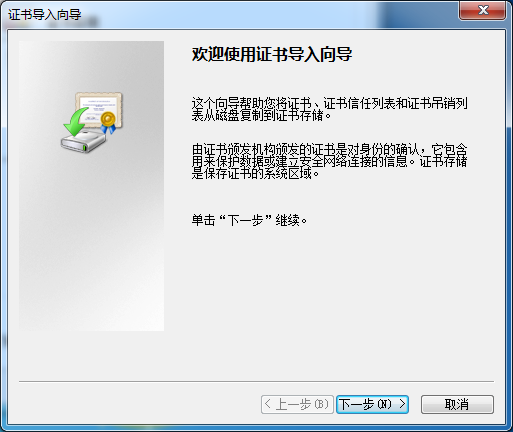 证书导入向导
欢迎使用证书导入向导
这个向导帮助您将证书、证书信任列表和证书吊销列
表从磁盘复制到证书存储。
由证书颁发机构颁发的证书是对身份的确认，它包含
用来保护数据或建立安全网络连接的信息。证书存储
是保存证书的系统区域。
单击“下一步”继续。
< 上一步(B) 下一步(N) > 取消